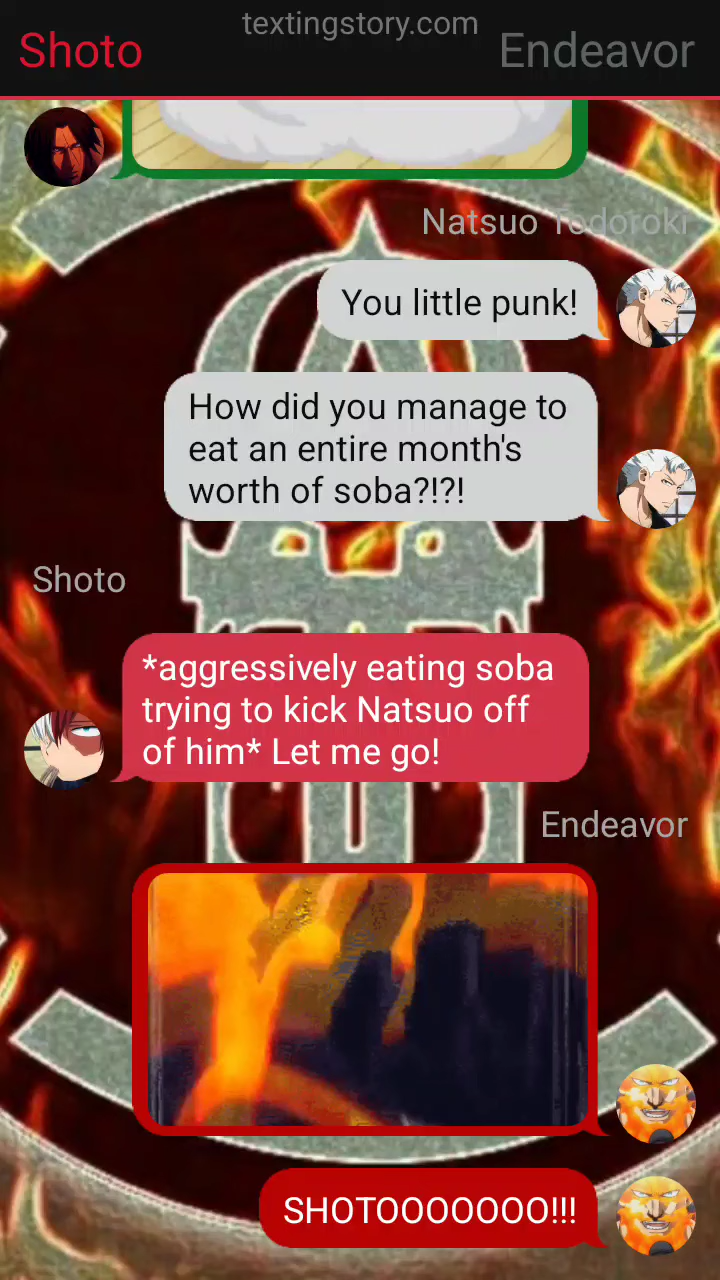 textingstory.com
Shoto
Endeavor
Natsuo Todoroki
You little punk!
How did you manage to
eat an entire month's
worth of soba?!?!
Shoto
*aggressively eating soba
trying to kick Natsuo off
of him* Let me go!
Endeavor
SHOTOOOOOOO!!!